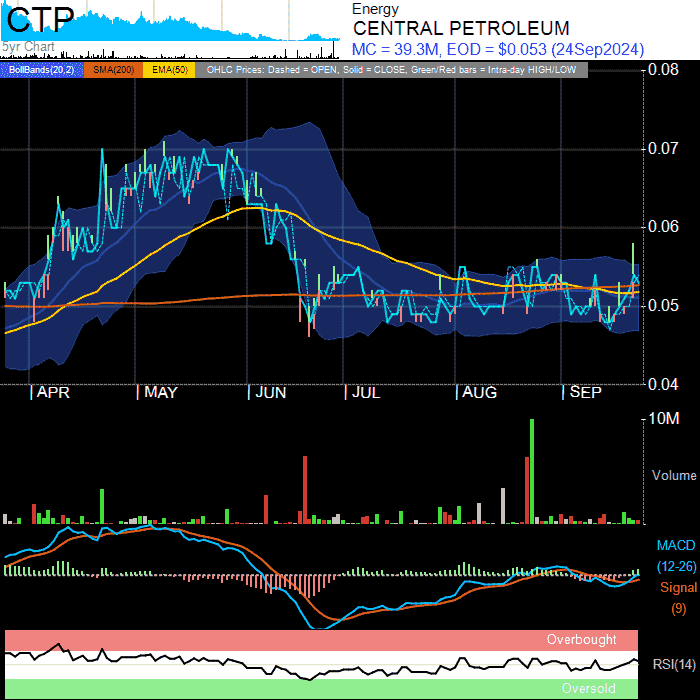 CTP
5yr Chart
Energy
CENTRAL PETROLEUM
MC = 39.3M, EOD = $0.053 (24Sep2024)
BollBands(20,2) SMA(200) EMA(50) OHLC Prices: Dashed = OPEN, Solid = CLOSE, Green/Red bars = Intra-day HIGH/LOW
0.08
0.07
0.06
0.05
0.04
APR MAY JUN JUL AUG SEP
10M
Volume
MACD
(12-26)
Signal
(9)
Overbought
RSI(14)
Oversold